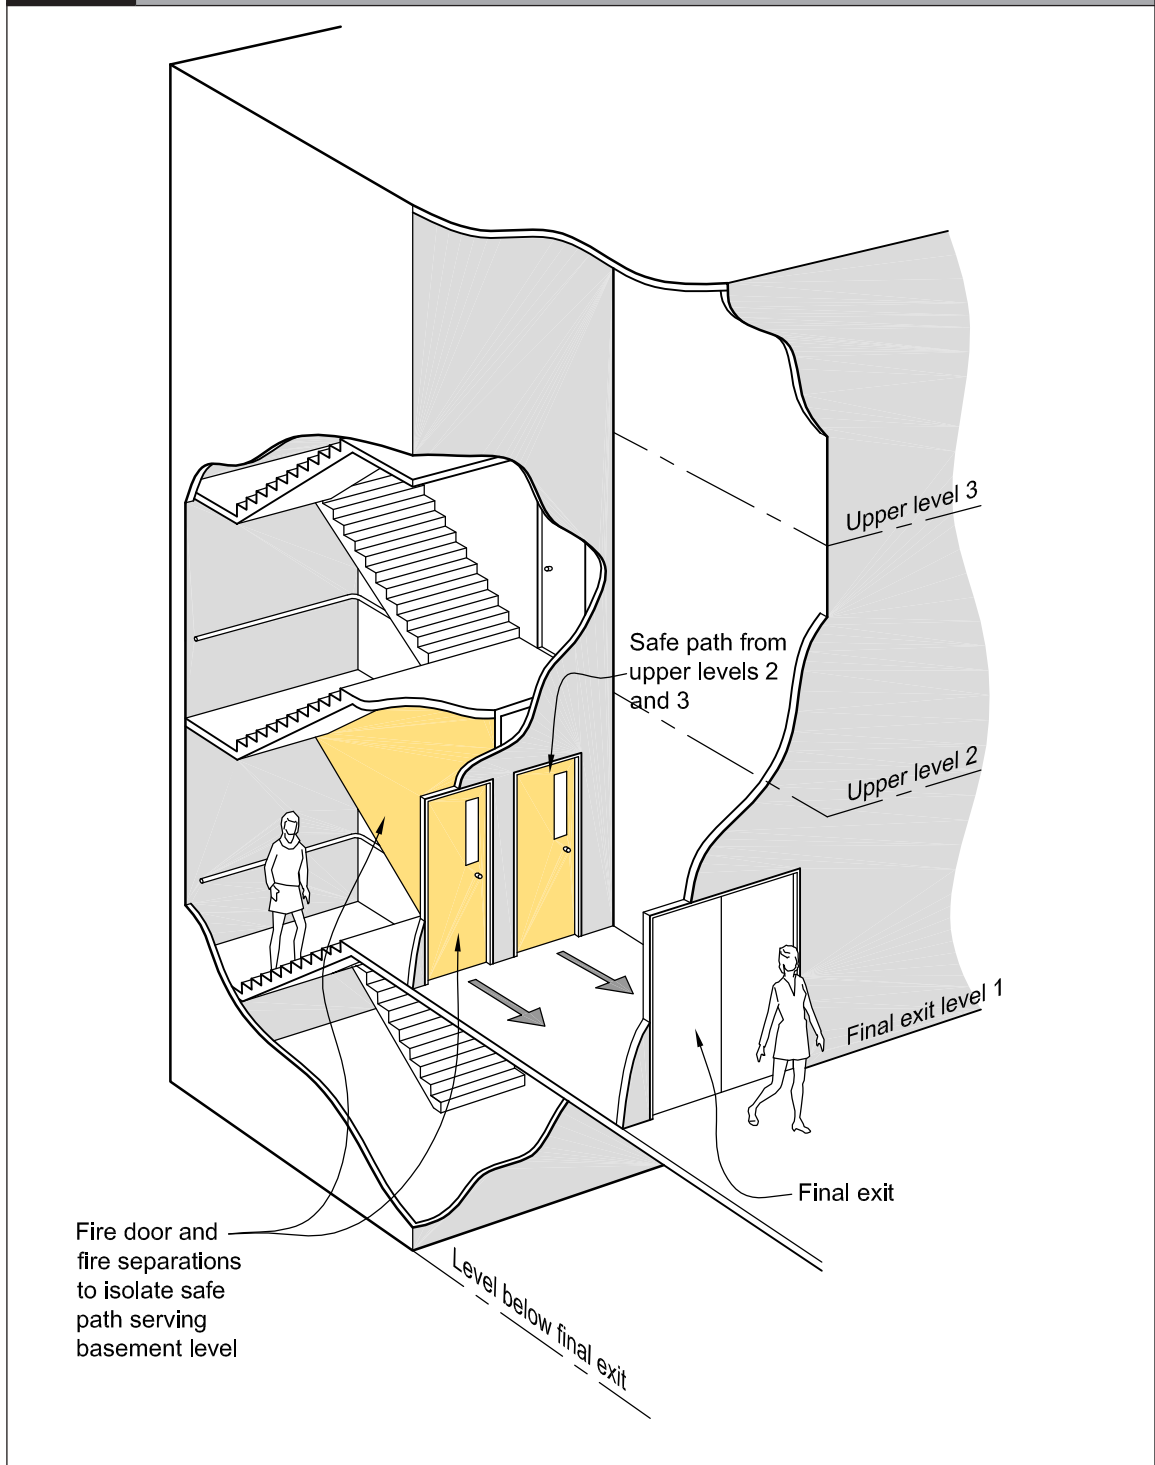 Upper level 3
Safe path from
upper levels 2
and 3
Upper level 2
Final exit level 1
Final exit
Fire door and
fire separations
to isolate safe
path serving
basement level
Level below final exit